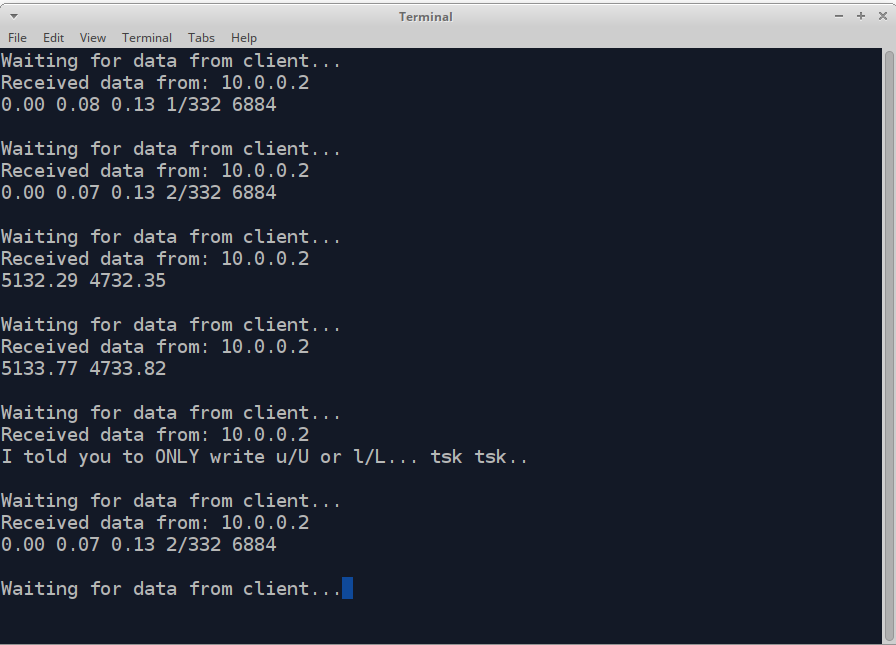 Terminal
File Edit View Terminal Tabs Help
Waiting for data from client...
Received data from: 10.0.0.2
0.00 0.08 0.13 1/332 6884
Waiting for data from client...
Received data from: 10.0.0.2
0.00 0.07 0.13 2/332 6884
Waiting for data from client...
Received data from: 10.0.0.2
5132.29 4732.35
Waiting for data from client...
Received data from: 10.0.0.2
5133.77 4733.82
Waiting for data from client...
Received data from: 10.0.0.2
I told you to ONLY write u/U or l/L... tsk tsk..
Waiting for data from client...
Received data from: 10.0.0.2
0.00 0.07 0.13 2/332 6884
Waiting for data from client...